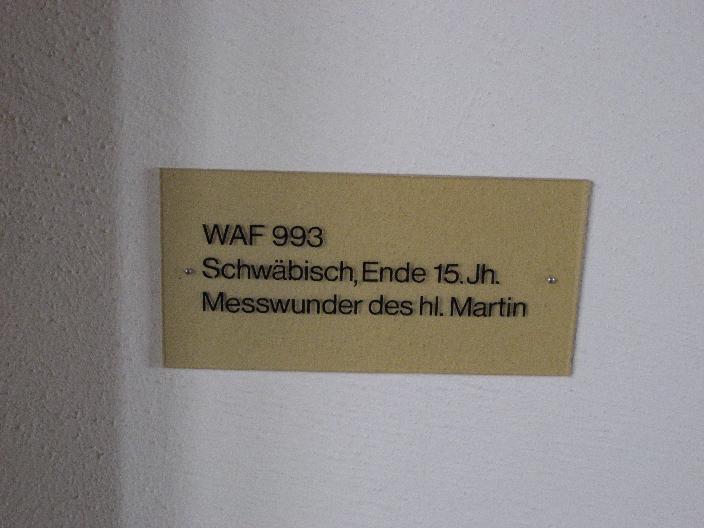 WAF 993
Schwäbisch, Ende 15. Jh.
Messwunder des hl. Martin